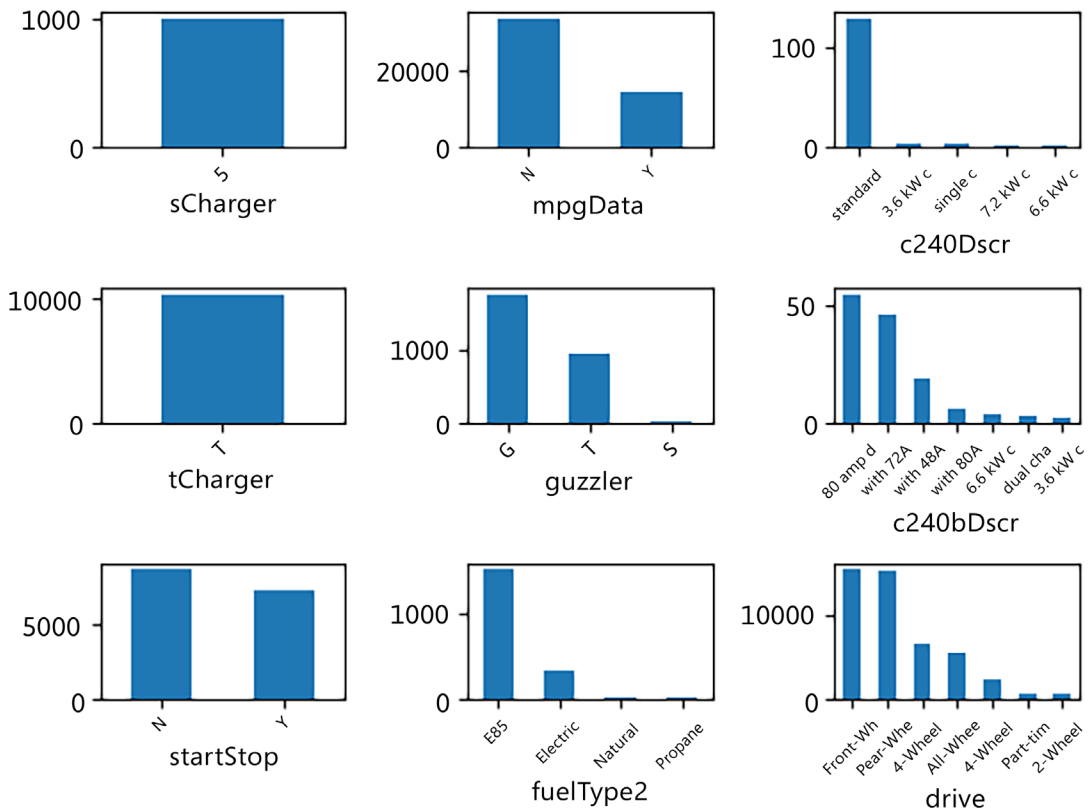 1000
0
5
sCharger
20000
0
N
Y
mpgData
100
0
standard
3.6 kW c
single c
7.2 kW c
6.6 kW c
c240Dscr
10000
0
T
tCharger
1000
0
G
T
S
guzzler
50
0
80 amp d
with 72A
with 48A
with 80A
6.6 kW c
dual cha
3.6 kW c
c240bDscr
5000
0
N
Y
startStop
1000
0
E85
Electric
Natural
Propane
fuelType2
10000
0
Front-Wh
Pear-Whe
4-Wheel
All-Whee
4-Wheel
Part-tim
2-Wheel
drive